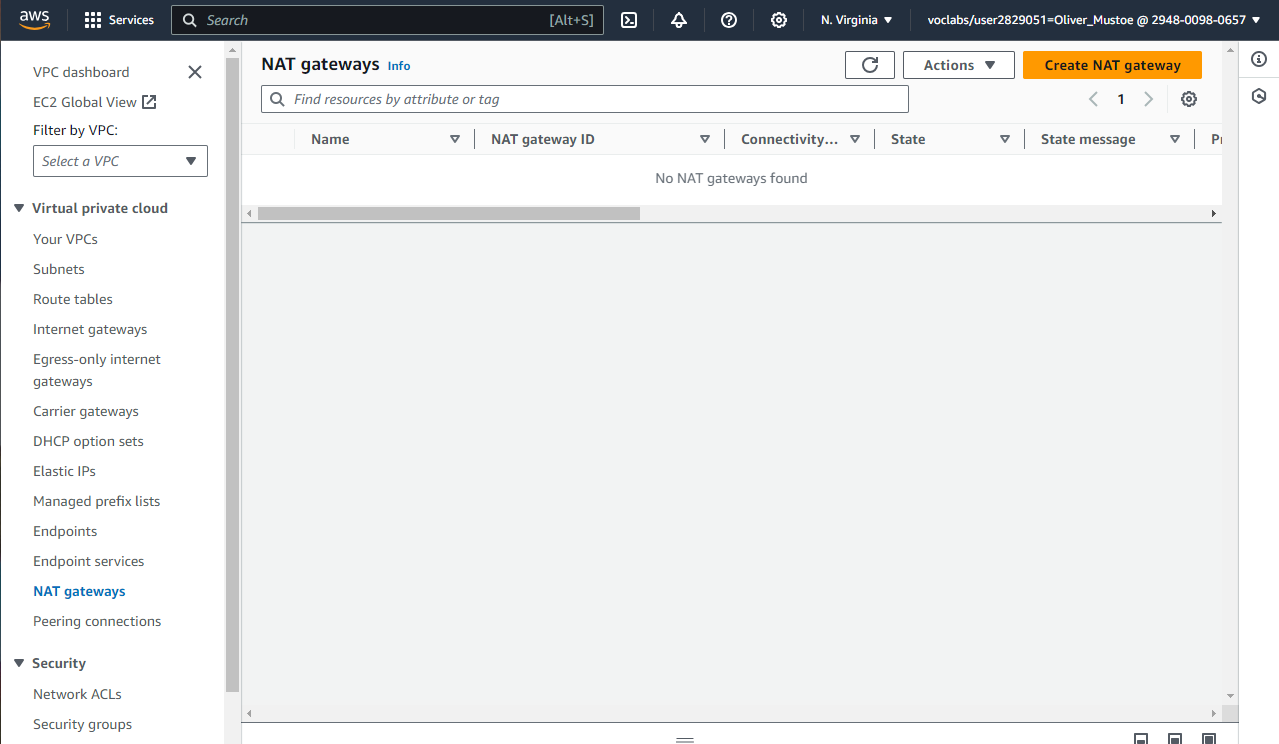 aws Services Search [Alt+S] N. Virginia voclabs/user2829051=Oliver_Mustoe @ 2948-0098-0657
VPC dashboard
EC2 Global View
Filter by VPC:
Select a VPC
Virtual private cloud
Your VPCs
Subnets
Route tables
Internet gateways
Egress-only internet
gateways
Carrier gateways
DHCP option sets
Elastic IPs
Managed prefix lists
Endpoints
Endpoint services
NAT gateways
Peering connections
Security
Network ACLs
Security groups
NAT gateways Info Actions Create NAT gateway
Find resources by attribute or tag 1
Name NAT gateway ID Connectivity... State State message
No NAT gateways found